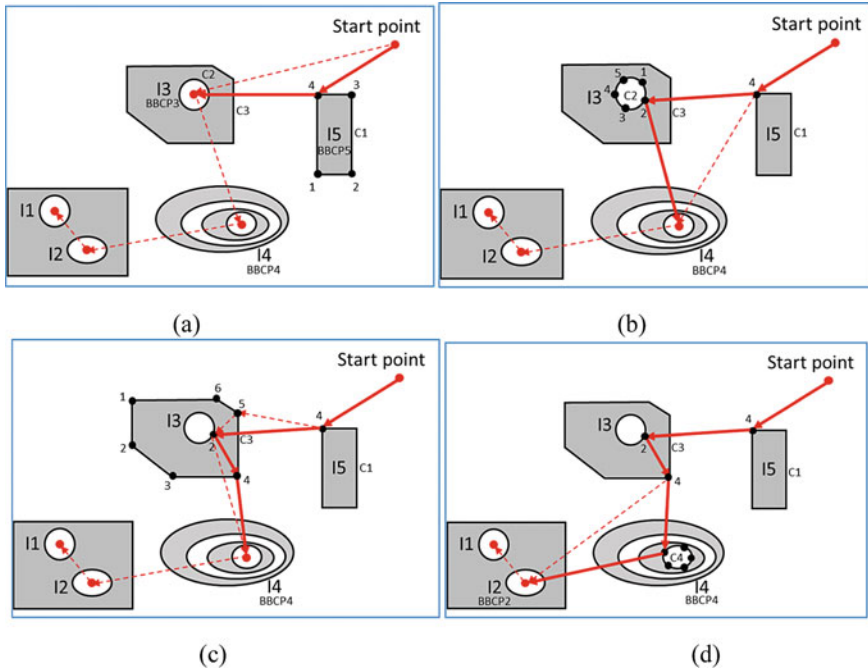 Start point
I3
C2
BBCP3
C3
4
3
I5
BBCP5
C1
1
2
I1
I2
I4
BBCP4
(a)
Start point
I3
5
1
4
C2
3
2
C3
4
I5
C1
I1
I2
I4
BBCP4
(b)
Start point
1
6
5
I3
2
C3
2
3
4
4
I5
C1
I1
I2
I4
BBCP4
(c)
Start point
I3
2
C3
4
4
I5
C1
I1
I2
BBCP2
C4
I4
BBCP4
(d)